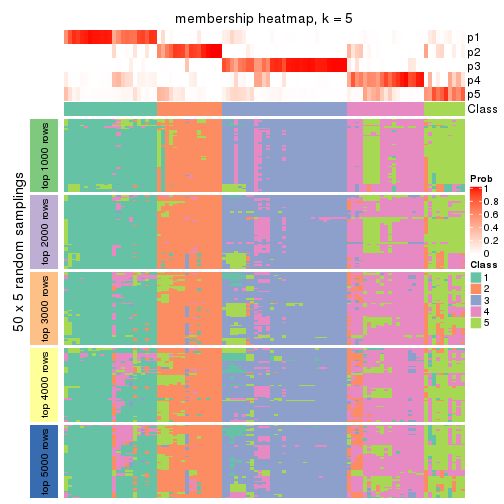 membership heatmap, k = 5
p1
p2
p3
p4
p5
Class
50 x 5 random samplings
top 1000 rows
top 2000 rows
top 3000 rows
top 4000 rows
top 5000 rows
Prob
1
0.8
0.6
0.4
0.2
0
Class
1
2
3
4
5